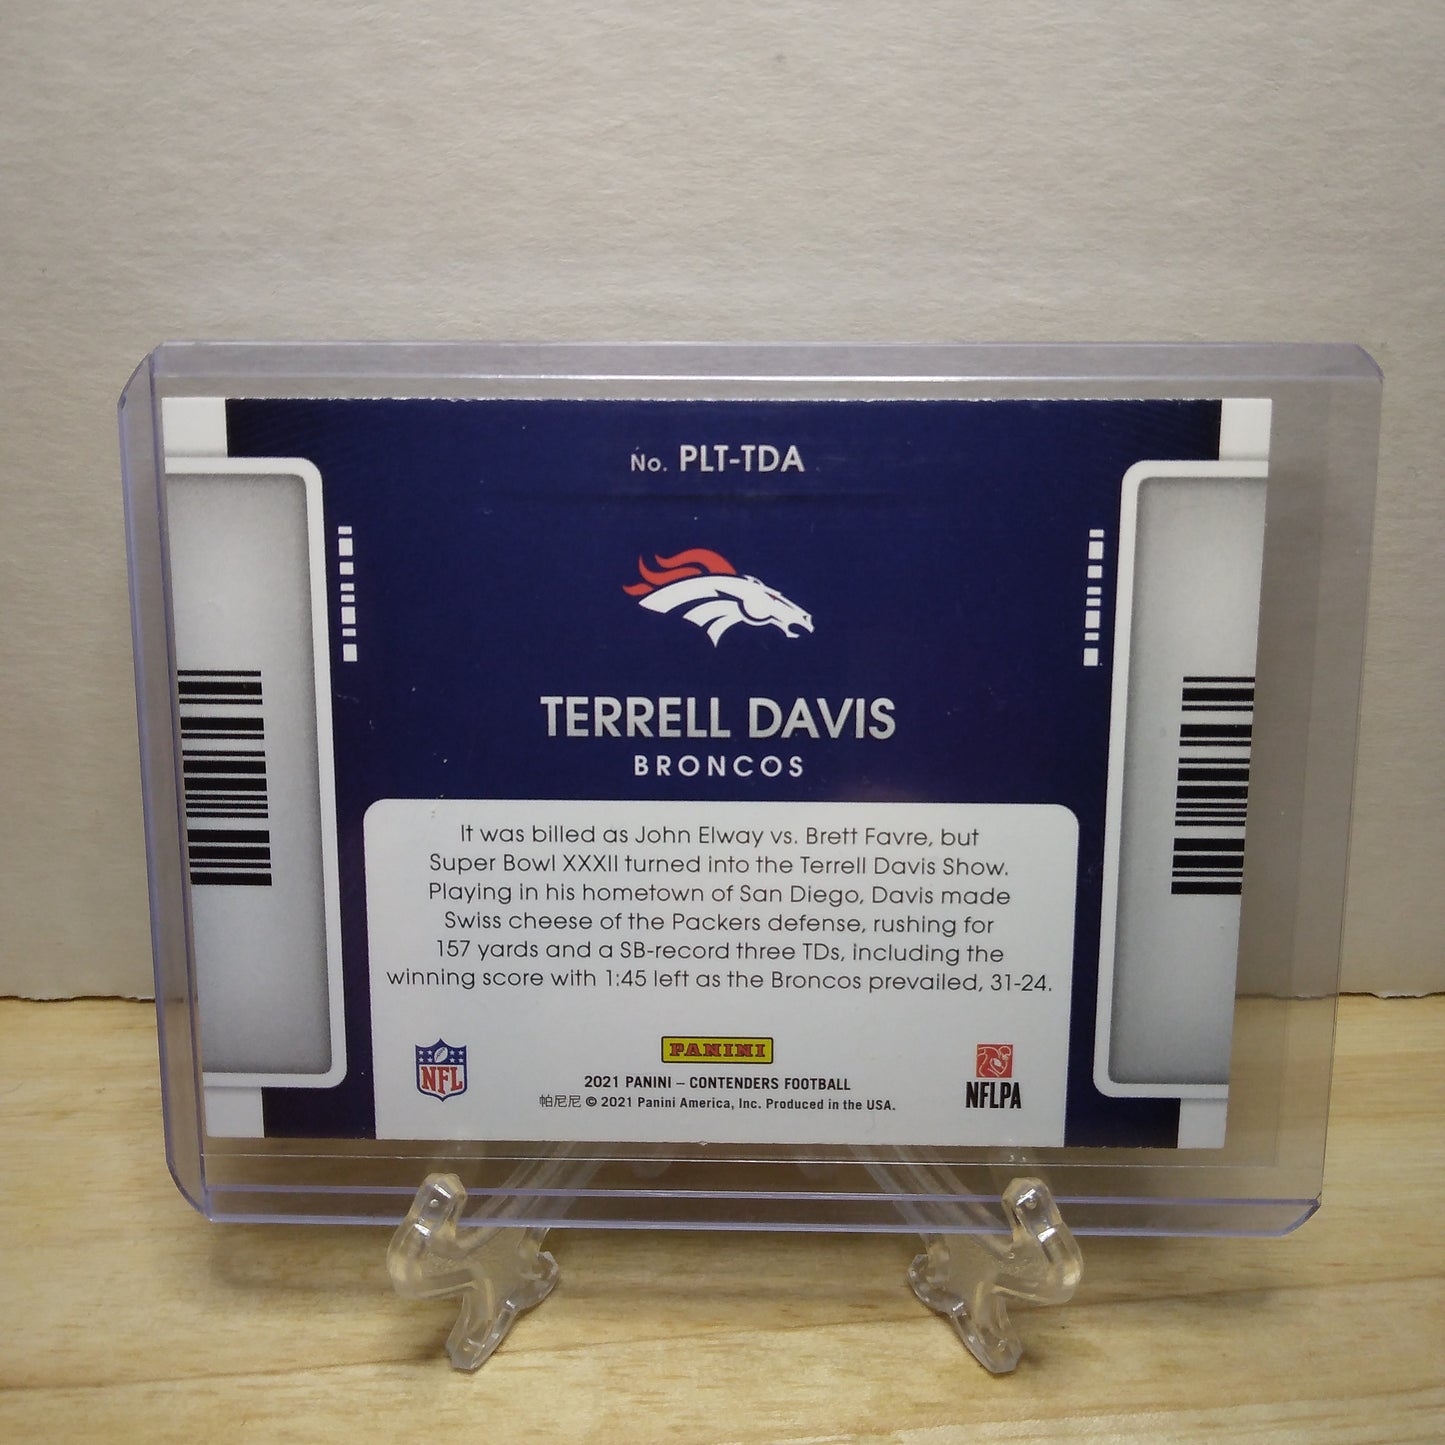 No. PLT-TDA
TERRELL DAVIS
BRONCOS
It was billed as John Elway vs. Brett Favre, but
Super Bowl XXXII turned into the Terrell Davis Show.
Playing in his hometown of San Diego, Davis made
Swiss cheese of the Packers defense, rushing for
157 yards and a SB-record three TDs, including the
winning score with 1:45 left as the Broncos prevailed, 31-24.
NFL
PANINI
NFLPA
2021 PANINI – CONTENDERS FOOTBALL
帕尼尼 © 2021 Panini America, Inc. Produced in the USA.